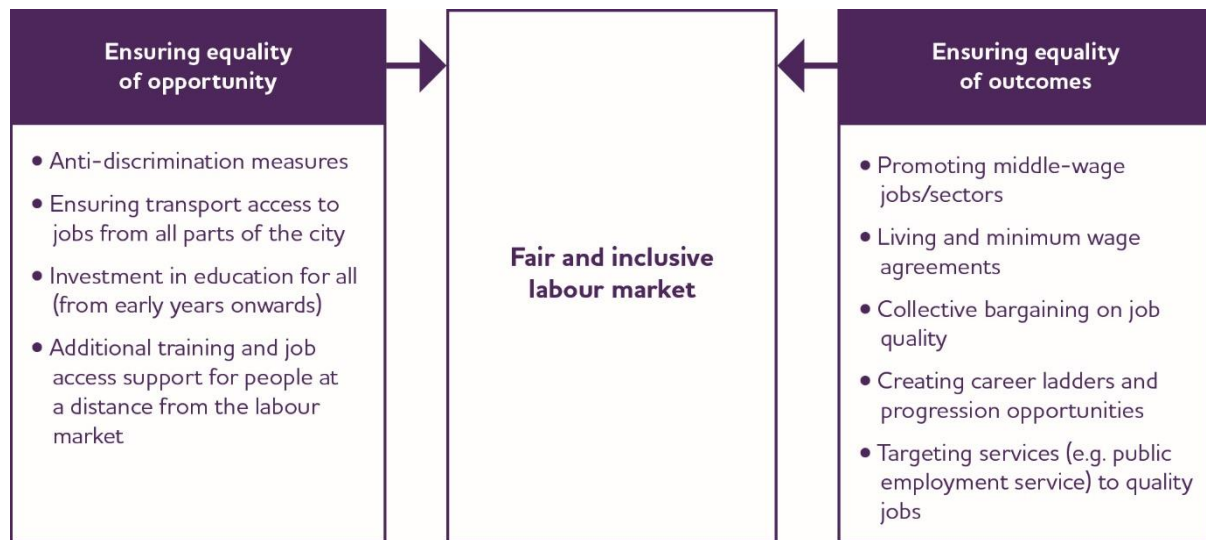 Ensuring equality
of opportunity
• Anti-discrimination measures
• Ensuring transport access to
jobs from all parts of the city
• Investment in education for all
(from early years onwards)
• Additional training and job
access support for people at
a distance from the labour
market
Fair and inclusive
labour market
Ensuring equality
of outcomes
• Promoting middle-wage
jobs/sectors
• Living and minimum wage
agreements
• Collective bargaining on job
quality
• Creating career ladders and
progression opportunities
• Targeting services (e.g. public
employment service) to quality
jobs